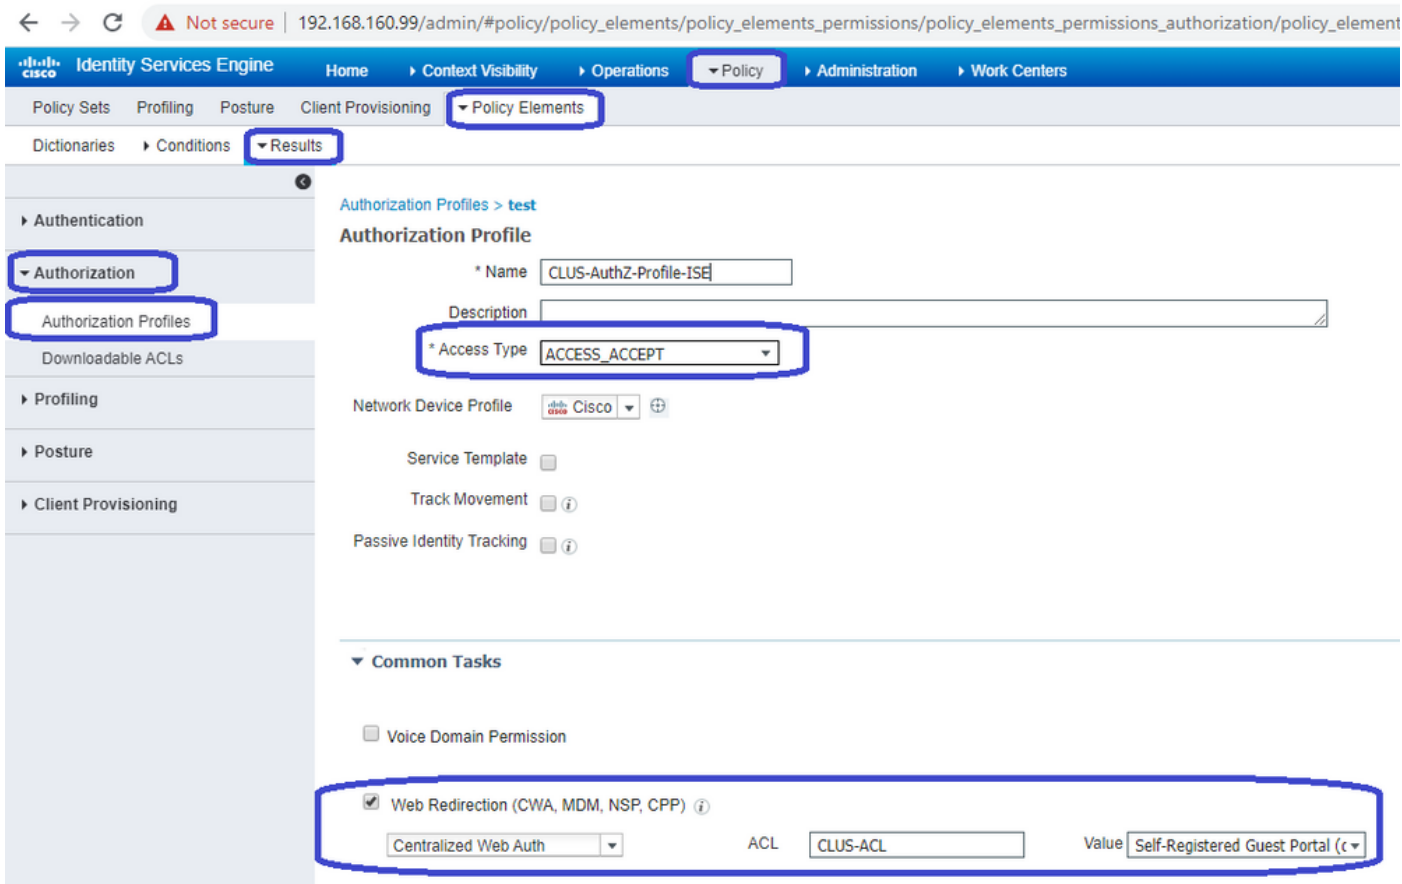 Not secure | 192.168.160.99/admin/#policy/policy_elements/policy_elements_permissions/policy_elements_permissions_authorization/policy_element
cisco Identity Services Engine Home Context Visibility Operations Policy Administration Work Centers
Policy Sets Profiling Posture Client Provisioning Policy Elements
Dictionaries Conditions Results
Authentication
Authorization
Authorization Profiles
Downloadable ACLs
Profiling
Posture
Client Provisioning
Authorization Profiles > test
Authorization Profile
* Name CLUS-AuthZ-Profile-ISE
Description
* Access Type ACCESS_ACCEPT
Network Device Profile cisco Cisco
Service Template
Track Movement i
Passive Identity Tracking i
Common Tasks
Voice Domain Permission
Web Redirection (CWA, MDM, NSP, CPP) i
Centralized Web Auth ACL CLUS-ACL Value Self-Registered Guest Portal (c